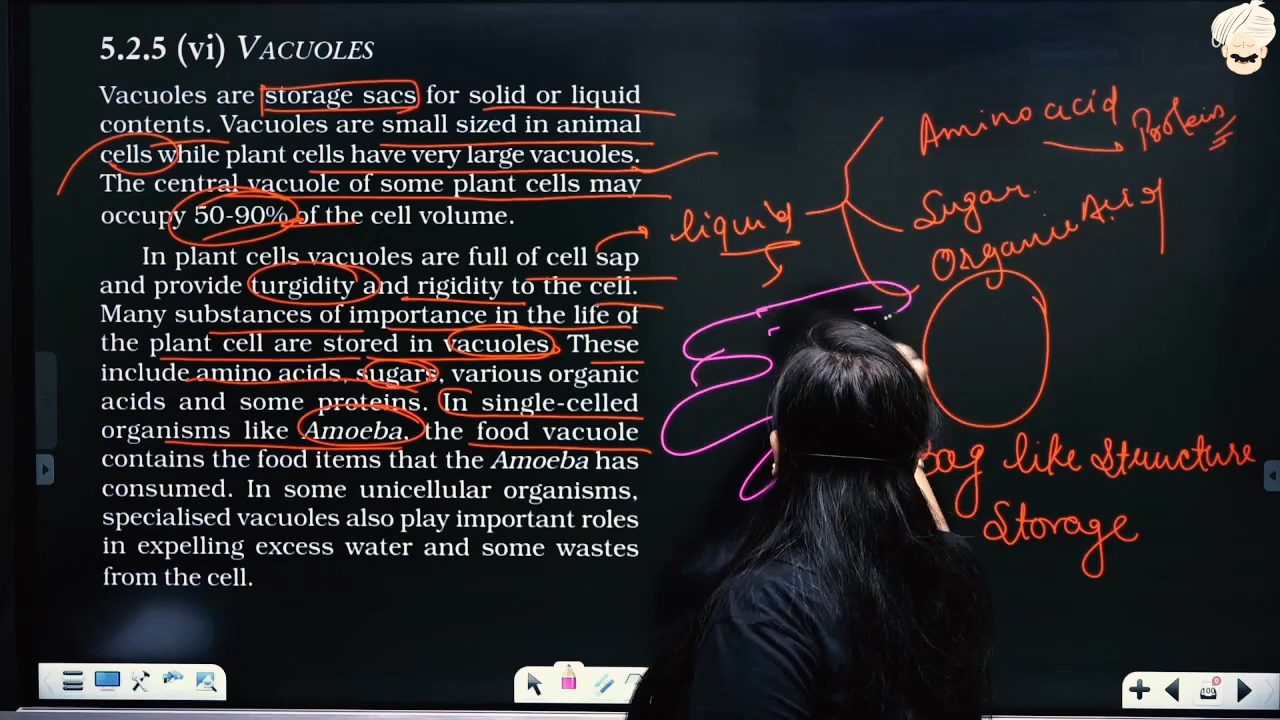 5.2.5 (vi) VACUOLES
Vacuoles are storage sacs for solid or liquid
contents. Vacuoles are small sized in animal
cells while plant cells have very large vacuoles.
The central vacuole of some plant cells may
occupy 50-90% of the cell volume.
In plant cells vacuoles are full of cell sap
and provide turgidity and rigidity to the cell.
Many substances of importance in the life of
the plant cell are stored in vacuoles. These
include amino acids, sugars, various organic
acids and some proteins. In single-celled
organisms like Amoeba, the food vacuole
contains the food items that the Amoeba has
consumed. In some unicellular organisms,
specialised vacuoles also play important roles
in expelling excess water and some wastes
from the cell.
liquid
Amino acid
Proteins
Sugar
Organic Acid
bag like structure
Storage